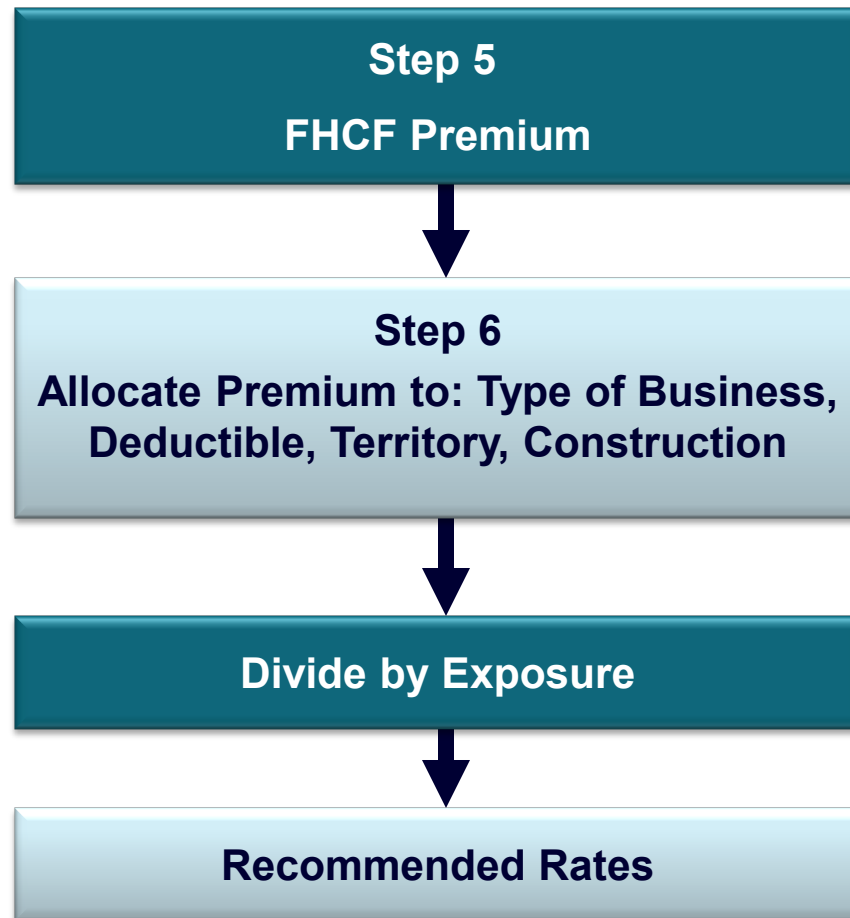 Step 5
FHCF Premium
Step 6
Allocate Premium to: Type of Business,
Deductible, Territory, Construction
Divide by Exposure
Recommended Rates